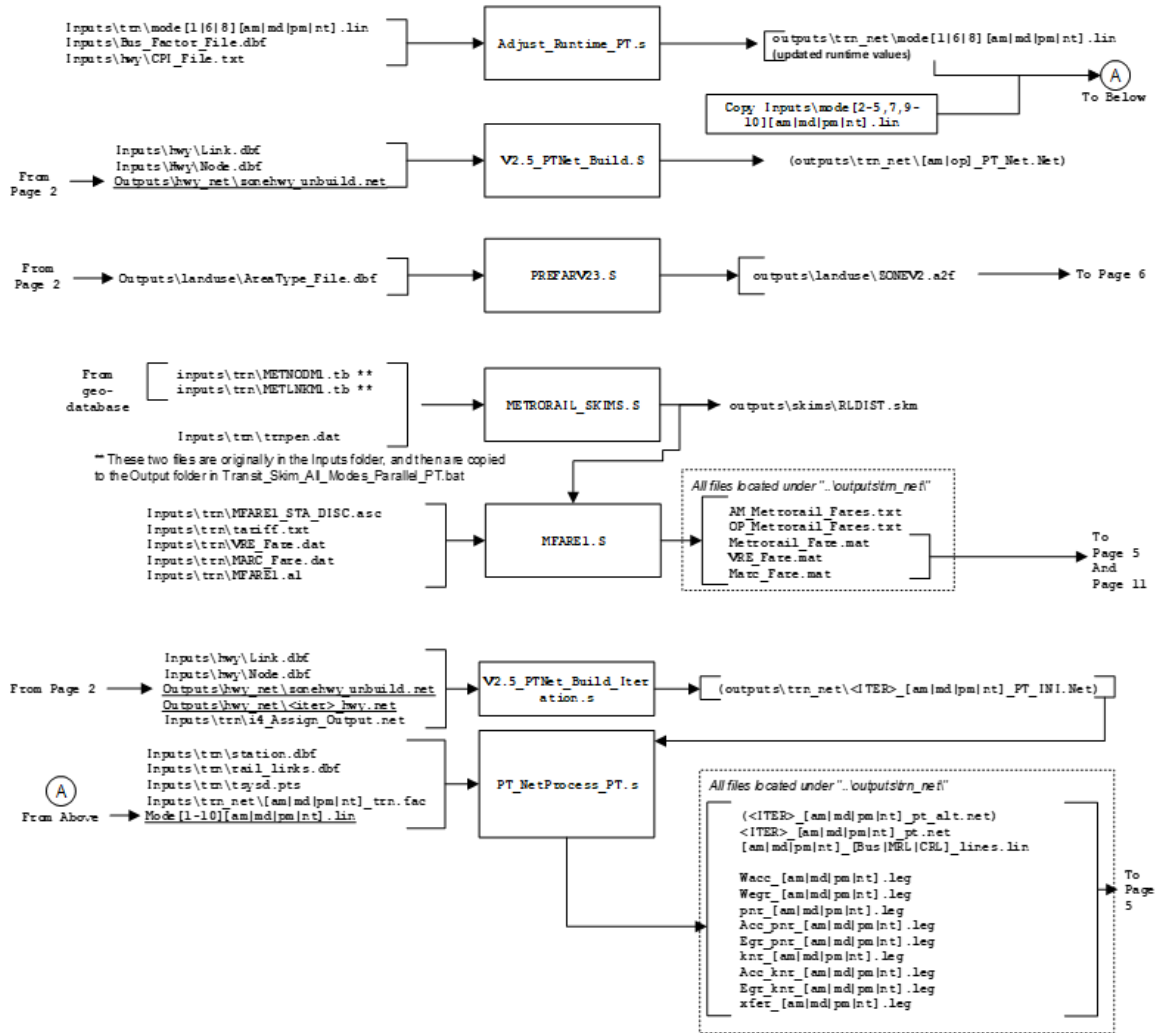 Inputs\trn\mode[1|6|8][am|md|pm|nt].lin
Inputs\Bus_Factor_File.dbf
Inputs\hwy\CPI_File.txt
Adjust_Runtime_PT.s
outputs\trn_net\mode[1|6|8][am|md|pm|nt].lin
(updated runtime values)
A
To Below
Copy Inputs\mode[2-5,7,9-
10][am|md|pm|nt].lin
From
Page 2
Inputs\hwy\Link.dbf
Inputs\Hwy\Node.dbf
Outputs\hwy_net\zonehwy_unbuild.net
V2.5_PTNet_Build.S
(outputs\trn_net\[am|op]_PT_Net.Net)
From
Page 2
Outputs\landuse\AreaType_File.dbf
PREFARV23.S
outputs\landuse\ZONEV2.a2f
To Page 6
From
geo-
database
inputs\trn\METNODM1.tb **
inputs\trn\METLNKM1.tb **
Inputs\trn\trnpen.dat
METRORAIL_SKIMS.S
outputs\skims\RLDIST.skm
** These two files are originally in the Inputs folder, and then are copied
to the Output folder in Transit_Skim_All_Modes_Parallel_PT.bat
Inputs\trn\MFARE1_STA_DISC.asc
Inputs\trn\tariff.txt
Inputs\trn\VRE_Fare.dat
Inputs\trn\MARC_Fare.dat
Inputs\trn\MFARE1.a1
MFARE1.S
All files located under "..\outputs\trn_net\"
AM_Metrorail_Fares.txt
OP_Metrorail_Fares.txt
Metrorail_Fare.mat
VRE_Fare.mat
Marc_Fare.mat
To
Page 5
And
Page 11
From Page 2
Inputs\hwy\Link.dbf
Inputs\hwy\Node.dbf
Outputs\hwy_net\zonehwy_unbuild.net
Outputs\hwy_net\<iter>_hwy.net
Inputs\trn\i4_Assign_Output.net
V2.5_PTNet_Build_Iter
ation.s
(outputs\trn_net\<ITER>_[am|md|pm|nt]_PT_INI.Net)
A
From Above
Inputs\trn\station.dbf
Inputs\trn\rail_links.dbf
Inputs\trn\tsysd.pts
Inputs\trn_net\[am|md|pm|nt]_trn.fac
Mode[1-10][am|md|pm|nt].lin
PT_NetProcess_PT.s
All files located under "..\outputs\trn_net\"
(<ITER>_[am|md|pm|nt]_pt_alt.net)
<ITER>_[am|md|pm|nt]_pt.net
[am|md|pm|nt]_[Bus|MRL|CRL]_lines.lin
Wacc_[am|md|pm|nt].leg
Wegr_[am|md|pm|nt].leg
pnr_[am|md|pm|nt].leg
Acc_pnr_[am|md|pm|nt].leg
Egr_pnr_[am|md|pm|nt].leg
knr_[am|md|pm|nt].leg
Acc_knr_[am|md|pm|nt].leg
Egr_knr_[am|md|pm|nt].leg
xfer_[am|md|pm|nt].leg
To
Page
5